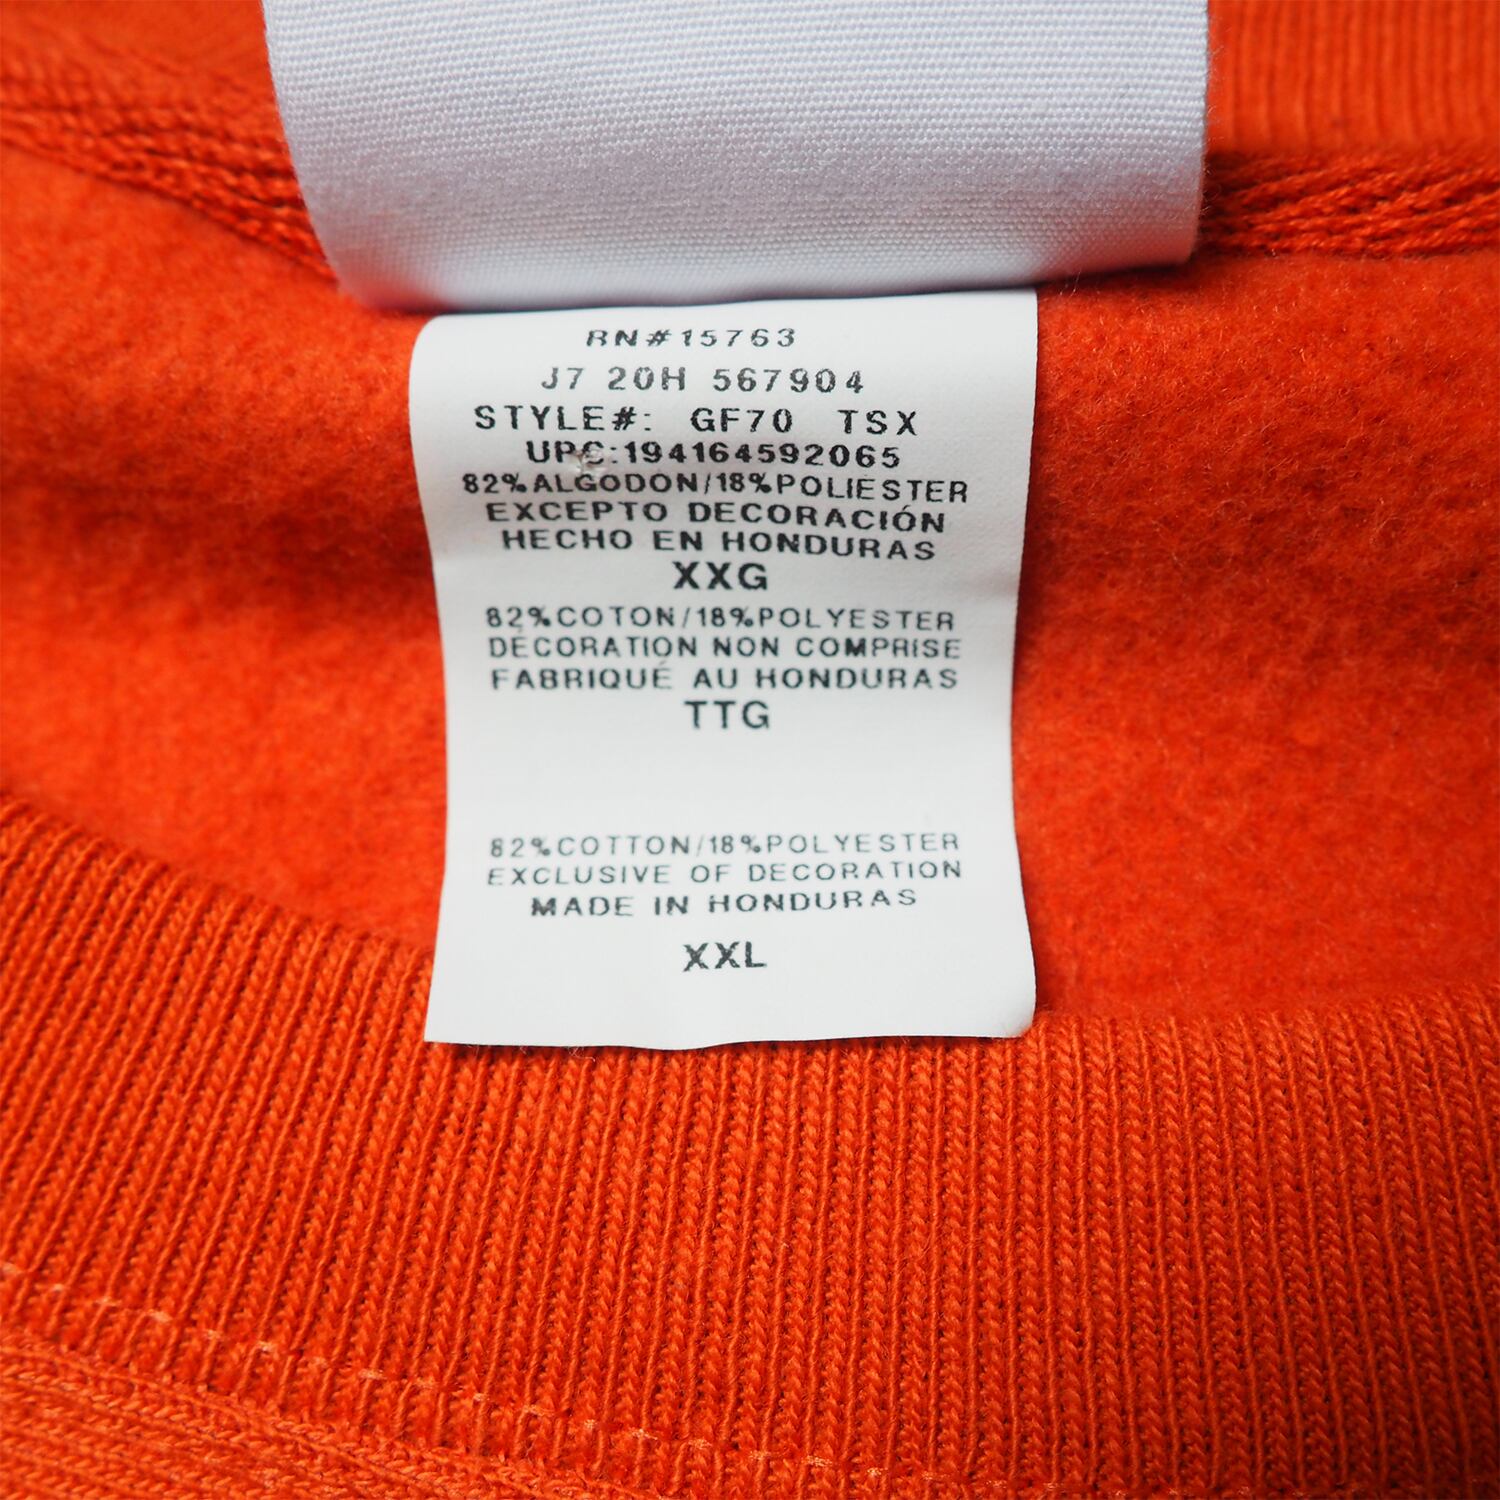 RN#15763
J7 20H 567904
STYLE#: GF70 TSX
UPC:194164592065
82%ALGODON/18%POLIESTER
EXCEPTO DECORACIÓN
HECHO EN HONDURAS
XXG
82%COTON/18%POLYESTER
DÉCORATION NON COMPRISE
FABRIQUÉ AU HONDURAS
TTG
82%COTTON/18%POLYESTER
EXCLUSIVE OF DECORATION
MADE IN HONDURAS
XXL